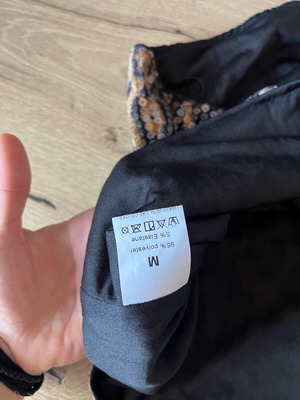 M
95% polyester
5% Elastane